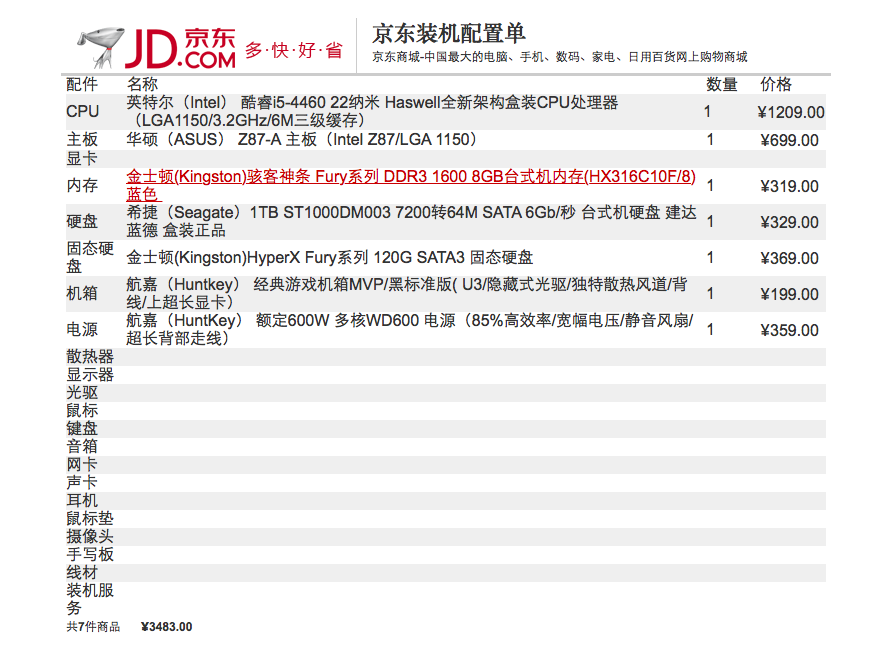 JD.COM 京东 多·快·好·省
京东装机配置单
京东商城-中国最大的电脑、手机、数码、家电、日用百货网上购物商城
配件 名称 数量 价格
CPU 英特尔（Intel） 酷睿i5-4460 22纳米 Haswell全新架构盒装CPU处理器
（LGA1150/3.2GHz/6M三级缓存） 1 ¥1209.00
主板 华硕（ASUS） Z87-A 主板（Intel Z87/LGA 1150） 1 ¥699.00
显卡
内存 金士顿(Kingston)骇客神条 Fury系列 DDR3 1600 8GB台式机内存(HX316C10F/8)
蓝色 1 ¥319.00
硬盘 希捷（Seagate）1TB ST1000DM003 7200转64M SATA 6Gb/秒 台式机硬盘 建达
蓝德 盒装正品 1 ¥329.00
固态硬
盘 金士顿(Kingston)HyperX Fury系列 120G SATA3 固态硬盘 1 ¥369.00
机箱 航嘉（Huntkey） 经典游戏机箱MVP/黑标准版( U3/隐藏式光驱/独特散热风道/背
线/上超长显卡） 1 ¥199.00
电源 航嘉（HuntKey） 额定600W 多核WD600 电源（85%高效率/宽幅电压/静音风扇/
超长背部走线） 1 ¥359.00
散热器
显示器
光驱
鼠标
键盘
音箱
网卡
声卡
耳机
鼠标垫
摄像头
手写板
线材
装机服
务
共7件商品 ¥3483.00